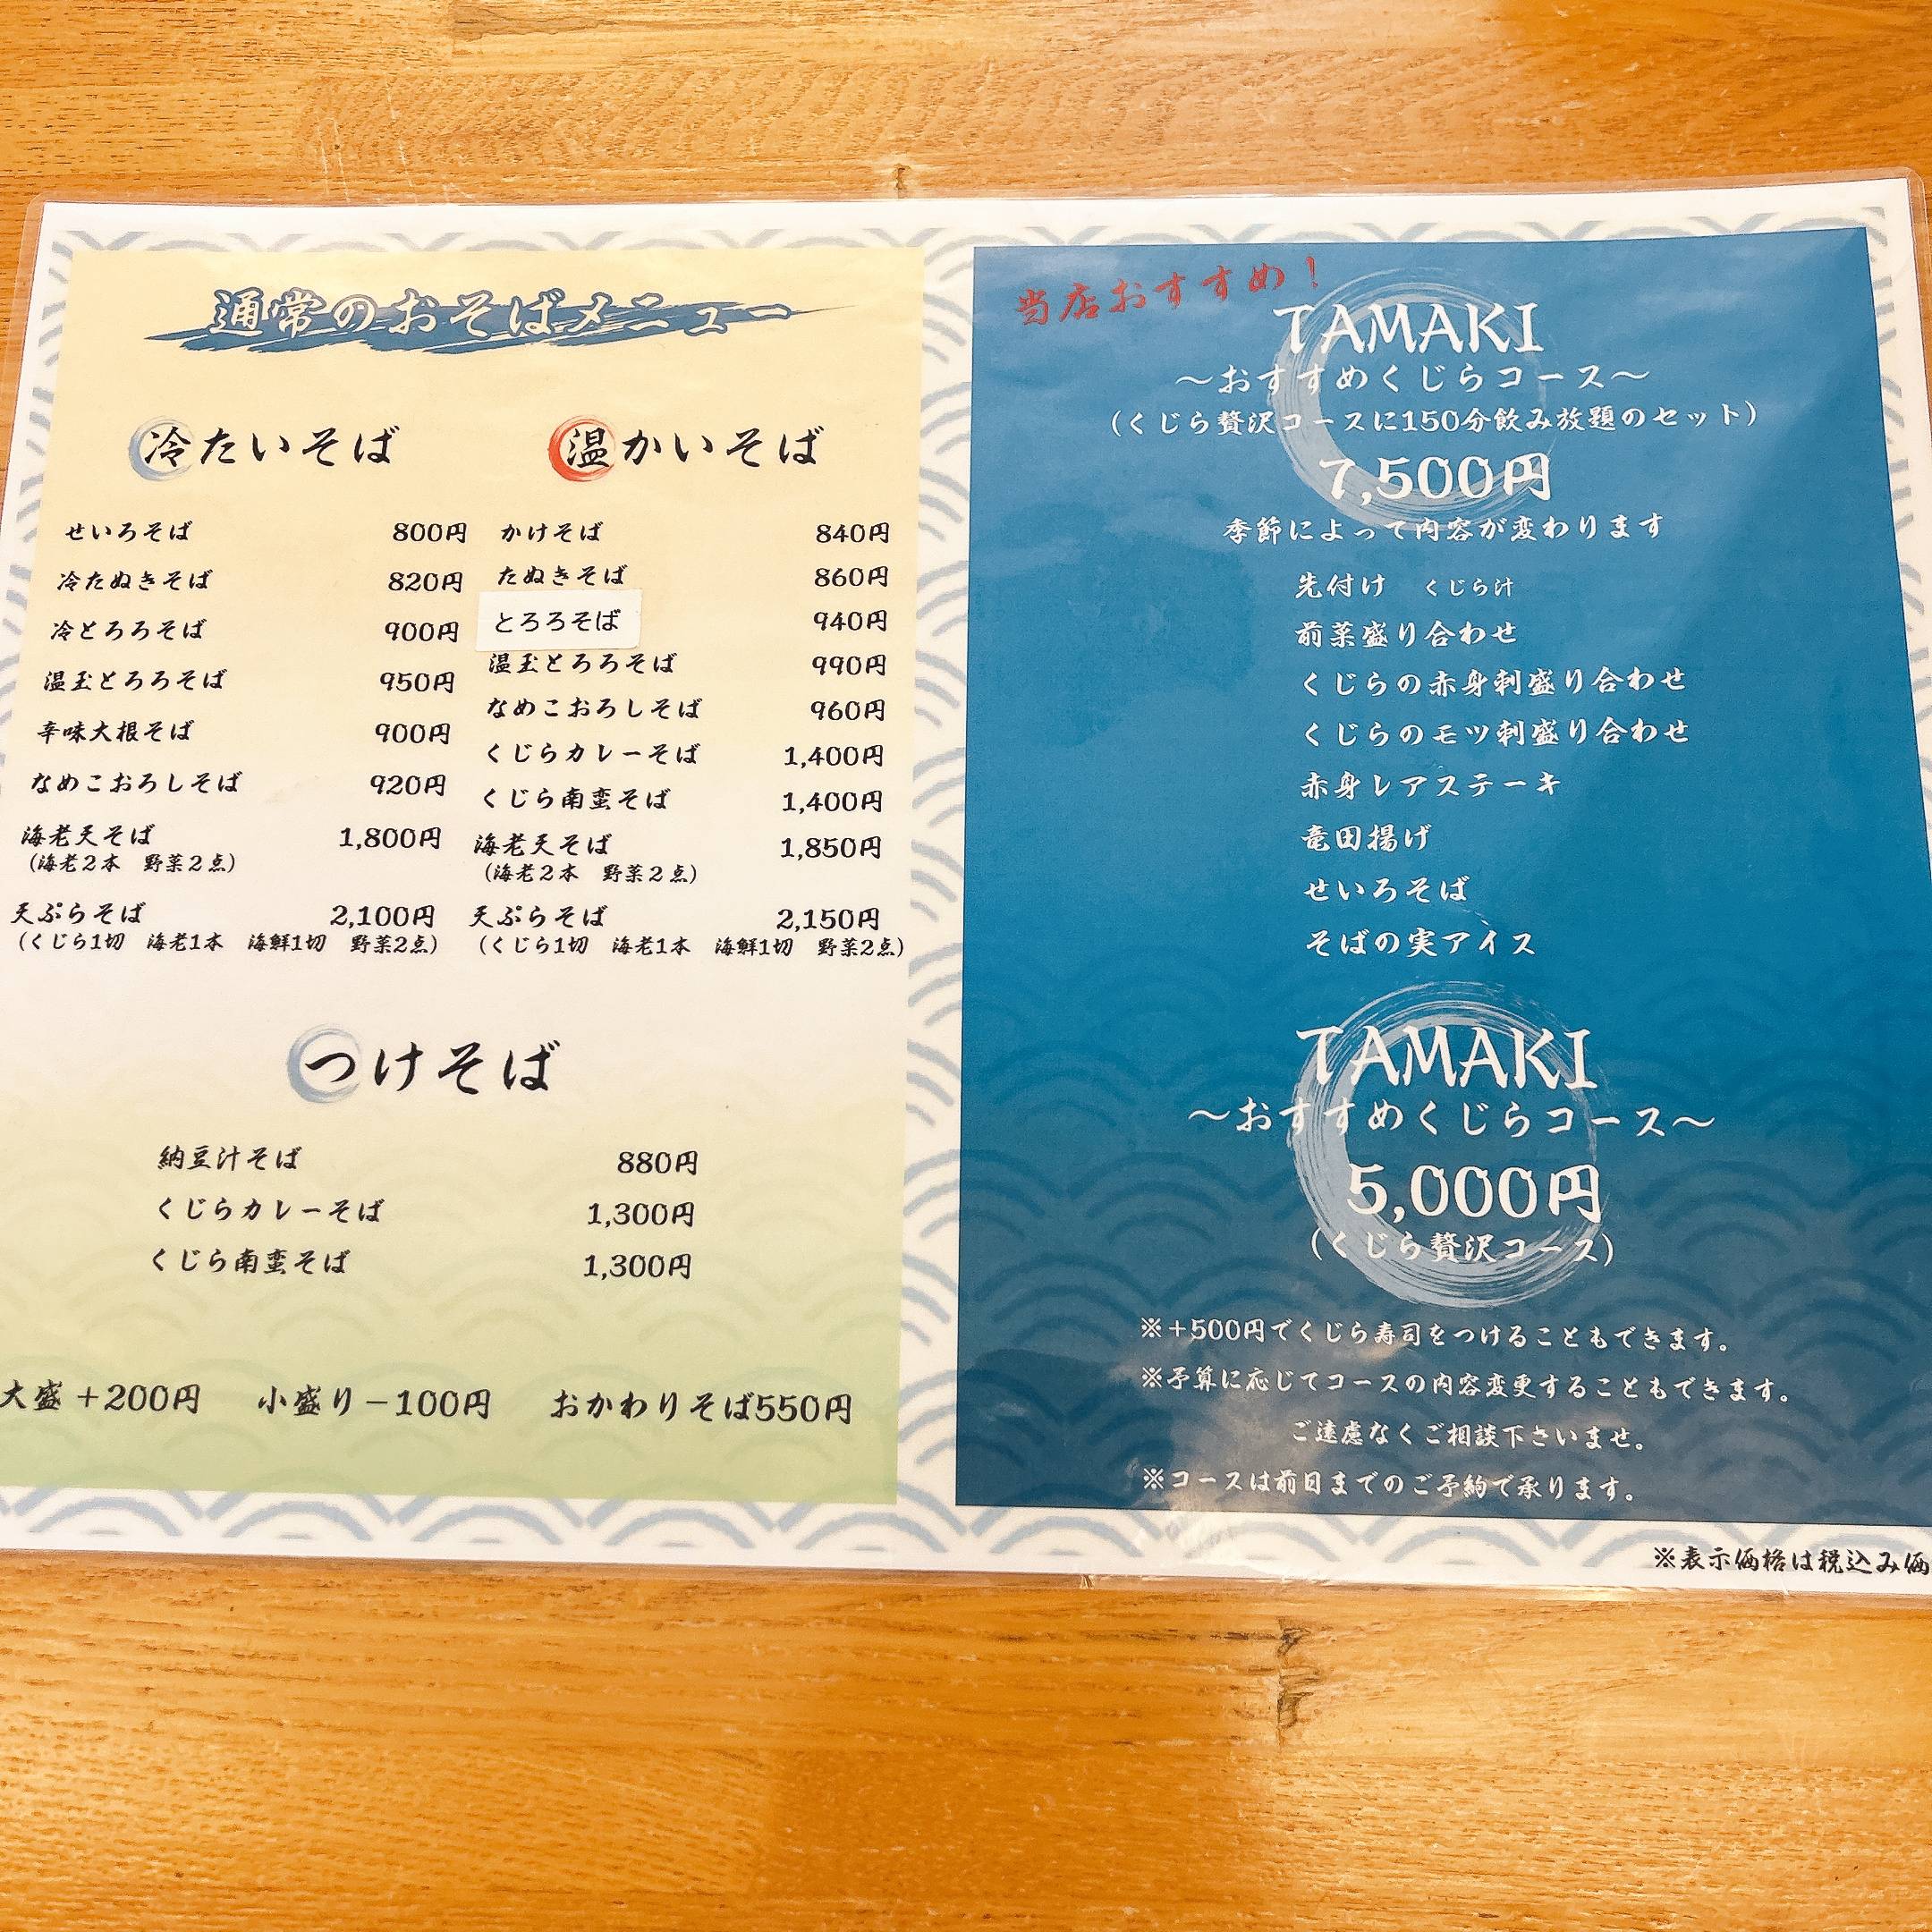 通常のおそばメニュー
冷たいそば
せいろそば 800円
冷たぬきそば 820円
冷とろろそば 900円
温玉とろろそば 950円
辛味大根そば 900円
なめこおろしそば 920円
海老天そば 1,800円
(海老2本 野菜2点)
天ぷらそば 2,100円
(くじら1切 海老1本 海鮮1切 野菜2点)
温かいそば
かけそば 840円
たぬきそば 860円
とろろそば 940円
温玉とろろそば 990円
なめこおろしそば 960円
くじらカレーそば 1,400円
くじら南蛮そば 1,400円
海老天そば 1,850円
(海老2本 野菜2点)
天ぷらそば 2,150円
(くじら1切 海老1本 海鮮1切 野菜2点)
つけそば
納豆汁そば 880円
くじらカレーそば 1,300円
くじら南蛮そば 1,300円
大盛+200円 小盛り-100円 おかわりそば550円
当店おすすめ!
TAMAKI
~おすすめくじらコース~
(くじら贅沢コースに150分飲み放題のセット)
7,500円
季節によって内容が変わります
先付け くじら汁
前菜盛り合わせ
くじらの赤身刺盛り合わせ
くじらのモツ刺盛り合わせ
赤身レアステーキ
竜田揚げ
せいろそば
そばの実アイス
TAMAKI
~おすすめくじらコース~
5,000円
(くじら贅沢コース)
※+500円でくじら寿司をつけることもできます。
※予算に応じてコースの内容変更することもできます。
ご遠慮なくご相談下さいませ。
※コースは前日までのご予約で承ります。
※表示価格は税込み価